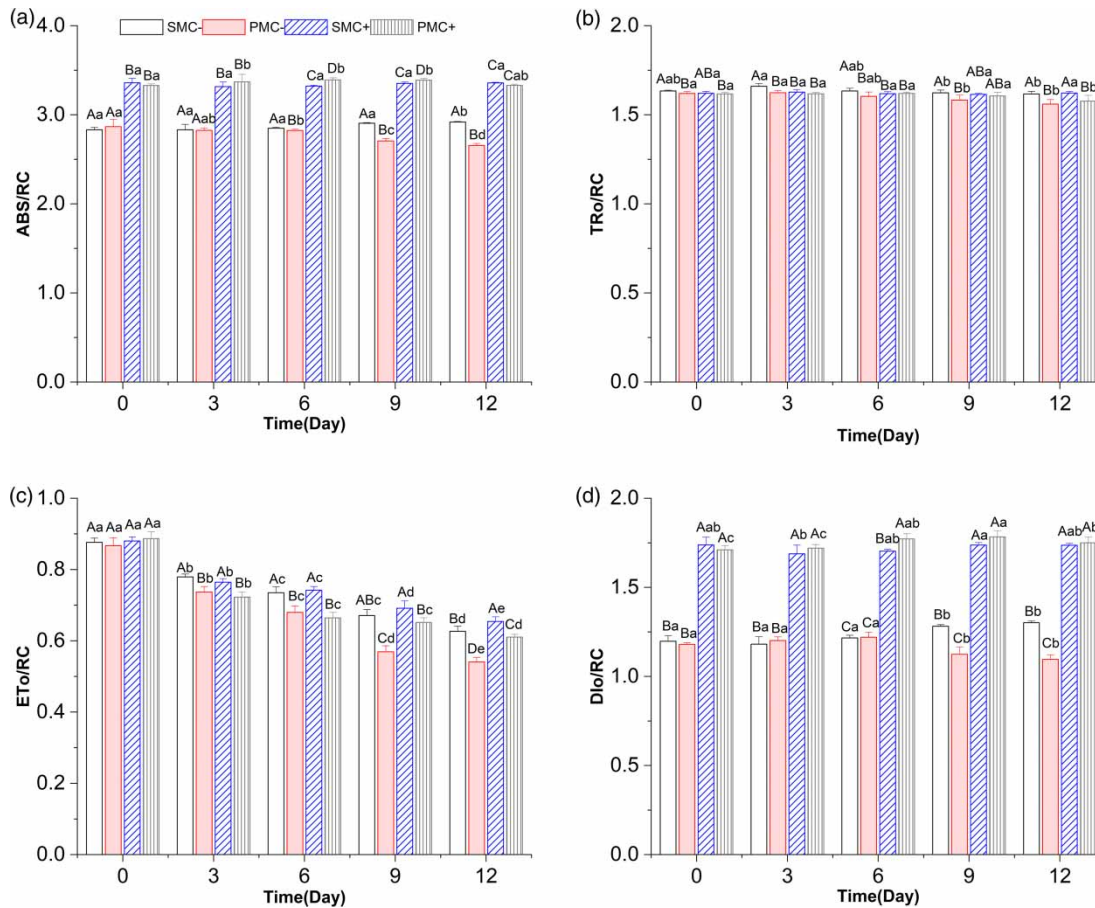 (a)
SMC- PMC- SMC+ PMC+
4.0
3.0
2.0
1.0
0.0
ABS/RC
Aa Aa Ba Ba
Aa Aab Ba Bb
Aa Bb Ca Db
Aa Bc Ca Db
Ab Bd Ca Cab
0 3 6 9 12
Time(Day)
(b)
2.0
1.5
1.0
0.5
0.0
TRo/RC
Aab Ba ABa Ba
Aa Ba Ba Ba
Aab Bab Ba Ba
Ab Bb ABa ABa
Ab Bb Aa Bb
0 3 6 9 12
Time(Day)
(c)
1.0
0.8
0.6
0.4
0.2
0.0
ETo/RC
Aa Aa Aa Aa
Ab Bb Ab Bb
Ac Bc Ac Bc
ABc Cd Ad Bc
Bd De Ae Cd
0 3 6 9 12
Time(Day)
(d)
2.0
1.5
1.0
0.5
0.0
DIo/RC
Ba Ba Aab Ac
Ba Ba Ab Ac
Ca Ca Bab Aab
Bb Cb Aa Aa
Bb Cb Aab Ab
0 3 6 9 12
Time(Day)